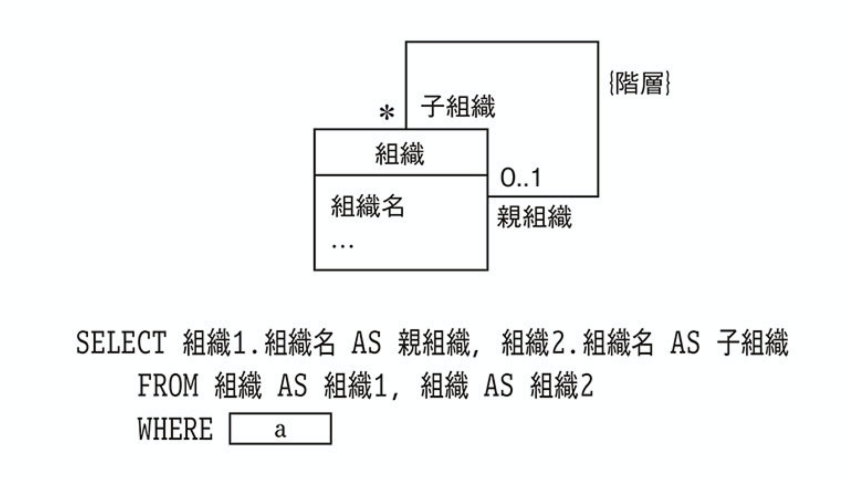 * 子組織
{階層}
組織
0..1
組織名
親組織
...
SELECT 組織1.組織名 AS 親組織, 組織2.組織名 AS 子組織
FROM 組織 AS 組織1, 組織 AS 組織2
WHERE a